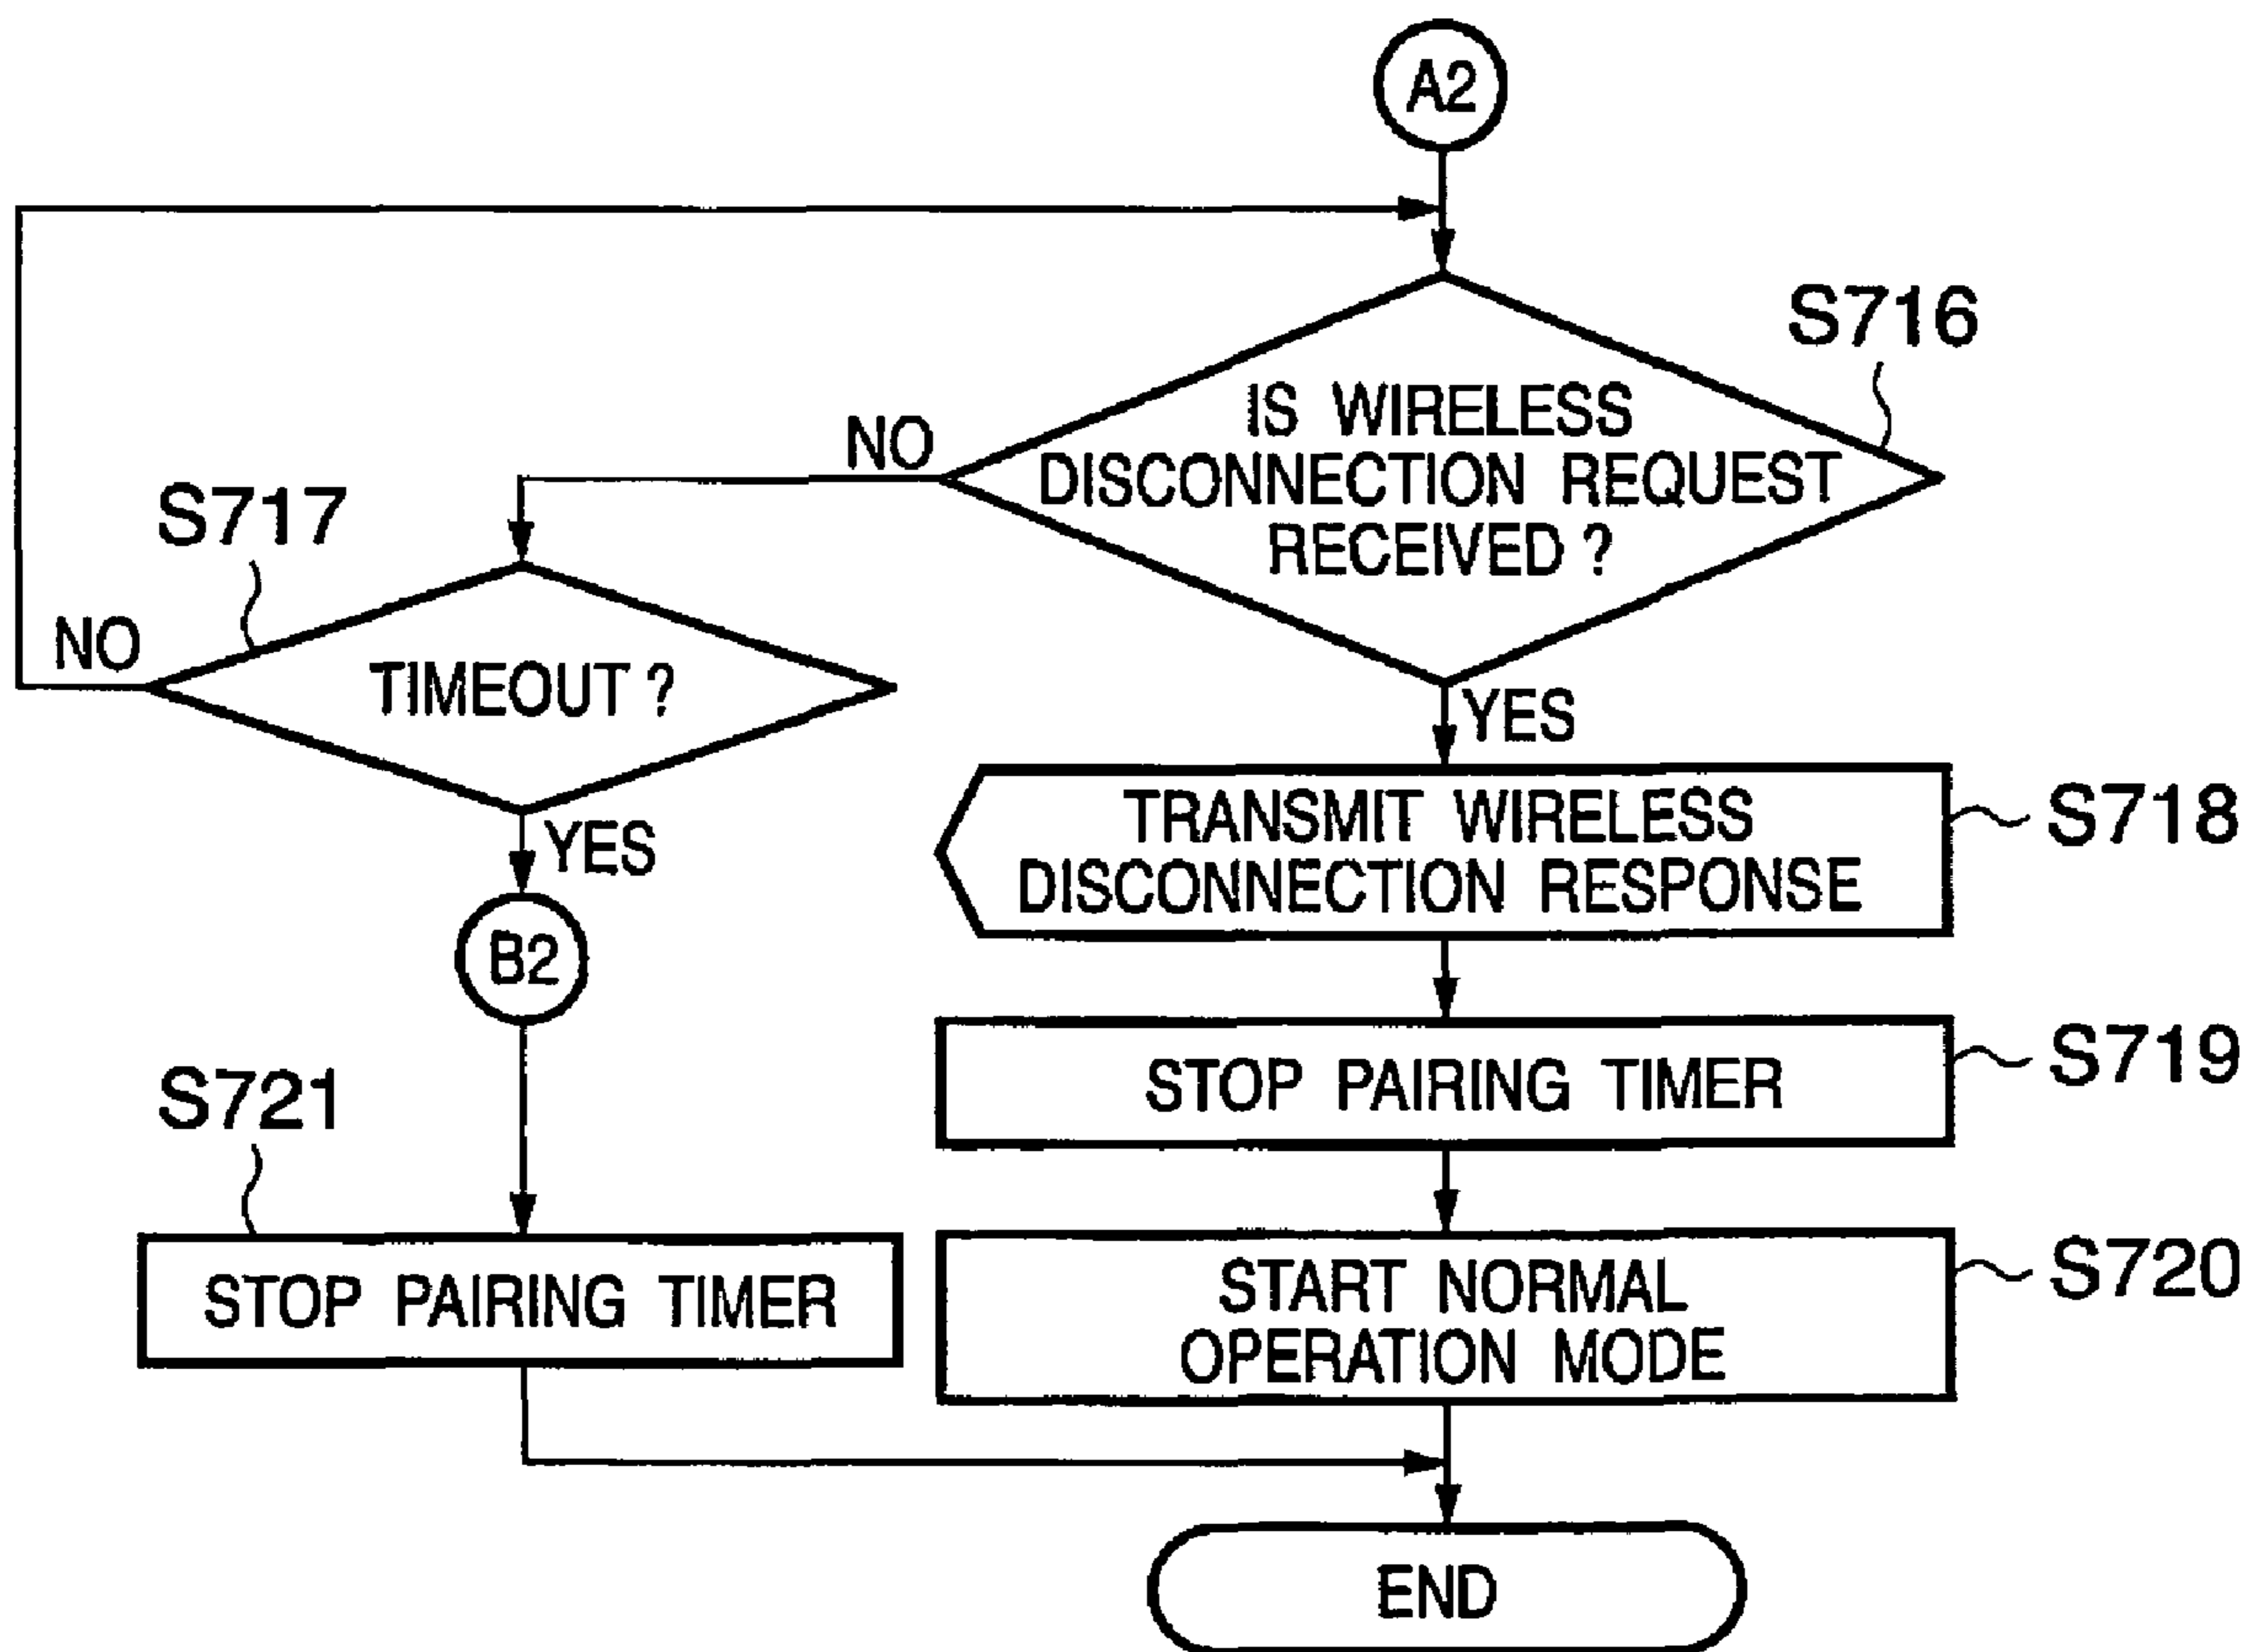 A2
S716
IS WIRELESS
DISCONNECTION REQUEST
RECEIVED ?
NO
S717
NO
TIMEOUT ?
YES
YES
TRANSMIT WIRELESS
DISCONNECTION RESPONSE
S718
B2
STOP PAIRING TIMER
S719
S721
STOP PAIRING TIMER
START NORMAL
OPERATION MODE
S720
END